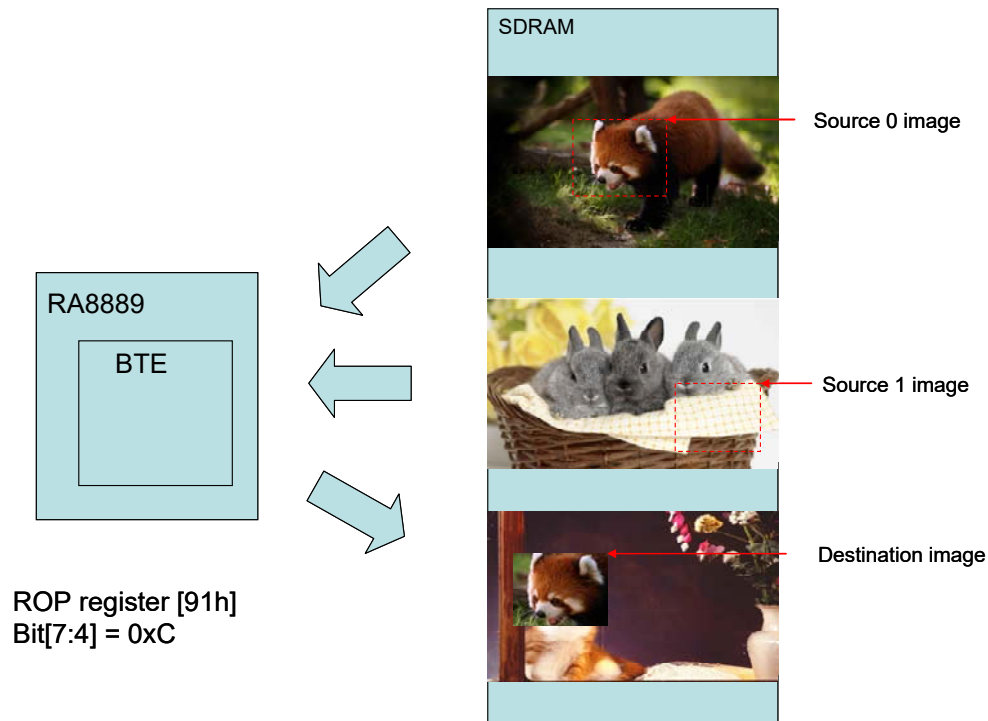 SDRAM
Source 0 image
RA8889
BTE
Source 1 image
Destination image
ROP register [91h]
Bit[7:4] = 0xC